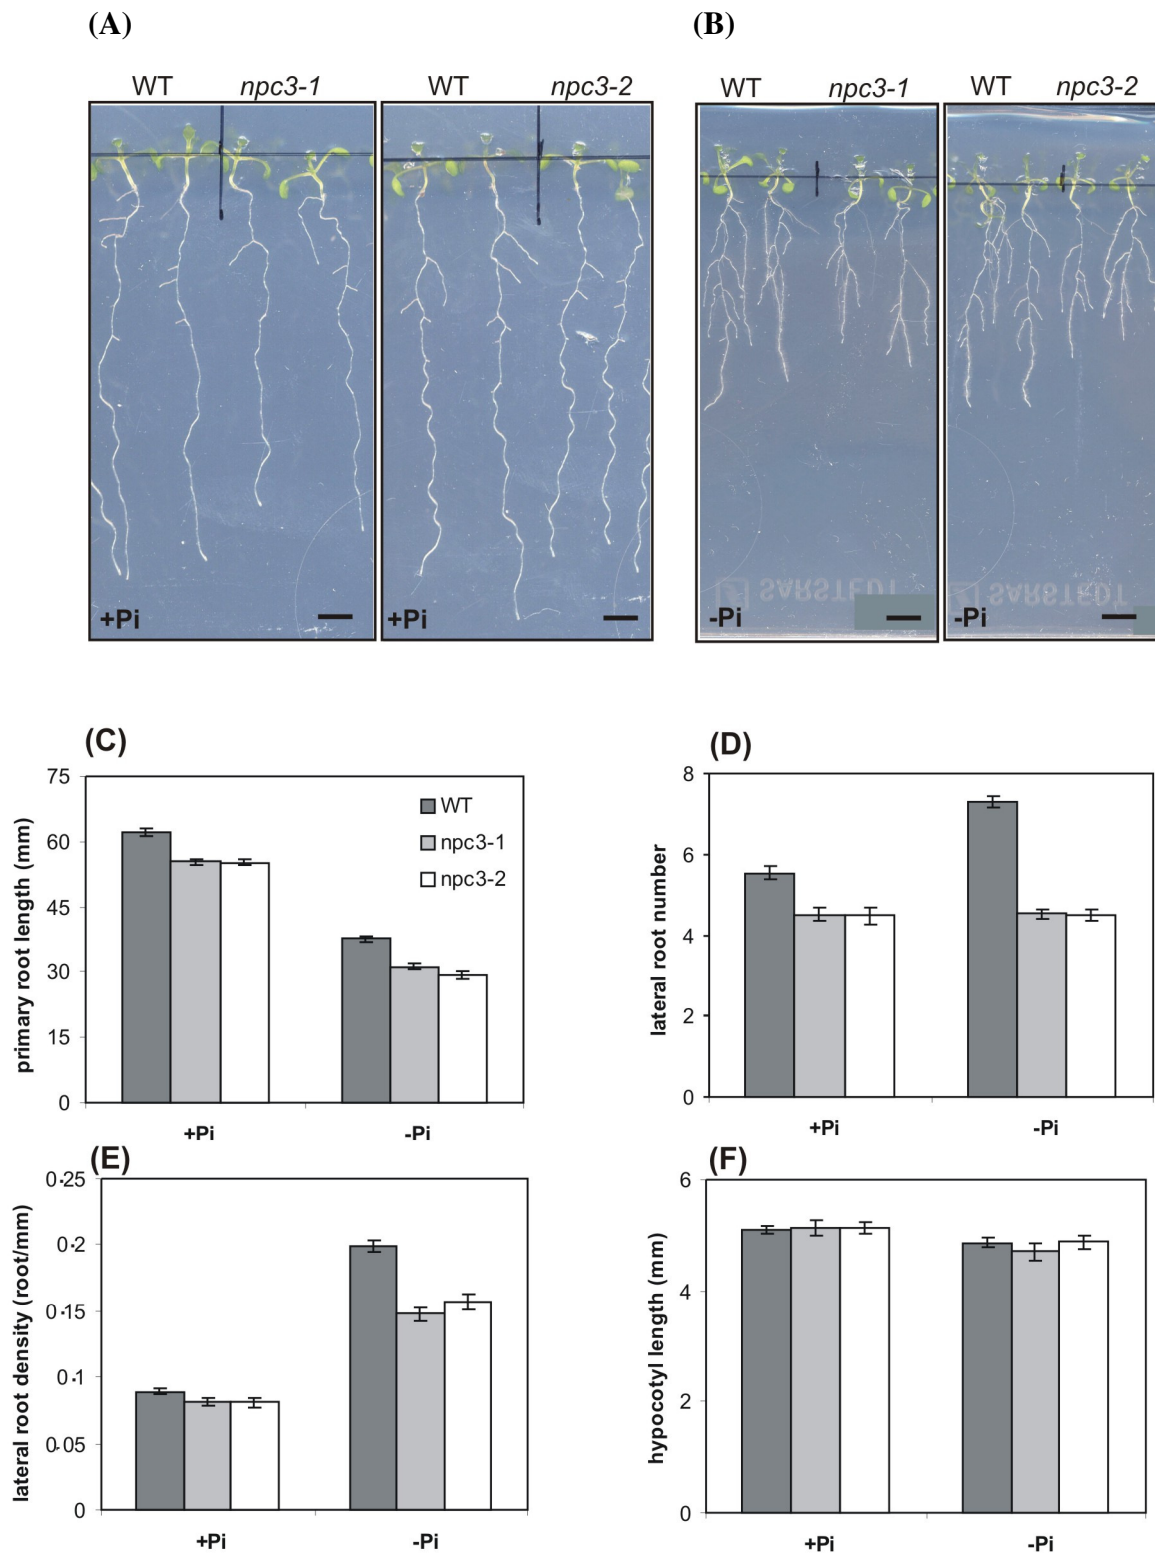 (A)
(B)
WT npc3-1
WT npc3-2
WT npc3-1
WT npc3-2
+Pi
+Pi
SARSTEDT
-Pi
SARSTEDT
-Pi
(C)
75
60
45
30
15
0
primary root length (mm)
WT
npc3-1
npc3-2
+Pi
-Pi
(D)
8
6
4
2
0
lateral root number
+Pi
-Pi
(E)
0.25
0.2
0.15
0.1
0.05
0
lateral root density (root/mm)
+Pi
-Pi
(F)
6
4
2
0
hypocotyl length (mm)
+Pi
-Pi